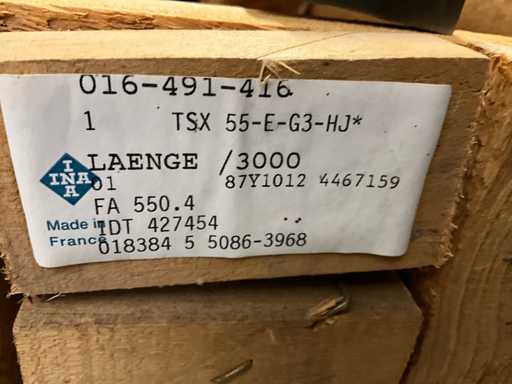 016-491-416
1 TSX 55-E-G3-HJ*
LAENGE /3000
01 87Y1012 4467159
FA 550.4
IDT 427454
018384 5 5086-3968
INA
INA
Made in
France